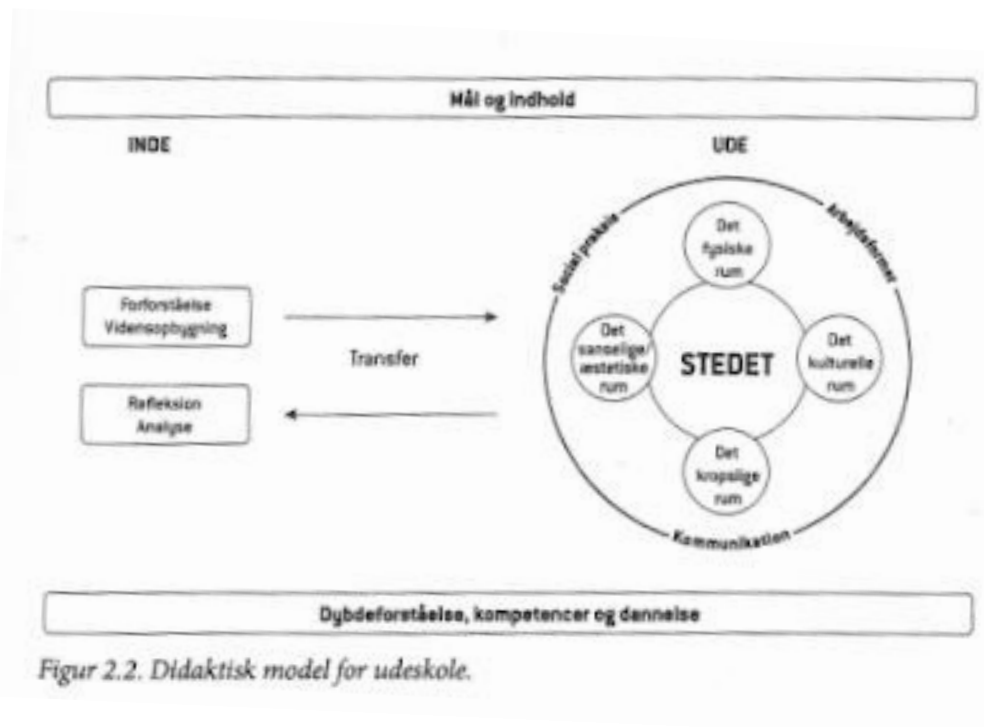 Mål og indhold
INDE
UDE
Social praksis
Arbejdsformer
Det
fysiske
rum
Forforståelse
Vidensopbygning
Transfer
Det
sanselige/
æstetiske
rum
STEDET
Det
kulturelle
rum
Refleksion
Analyse
Det
kropslige
rum
Kommunikation
Dybdeforståelse, kompetencer og dannelse
Figur 2.2. Didaktisk model for udeskole.